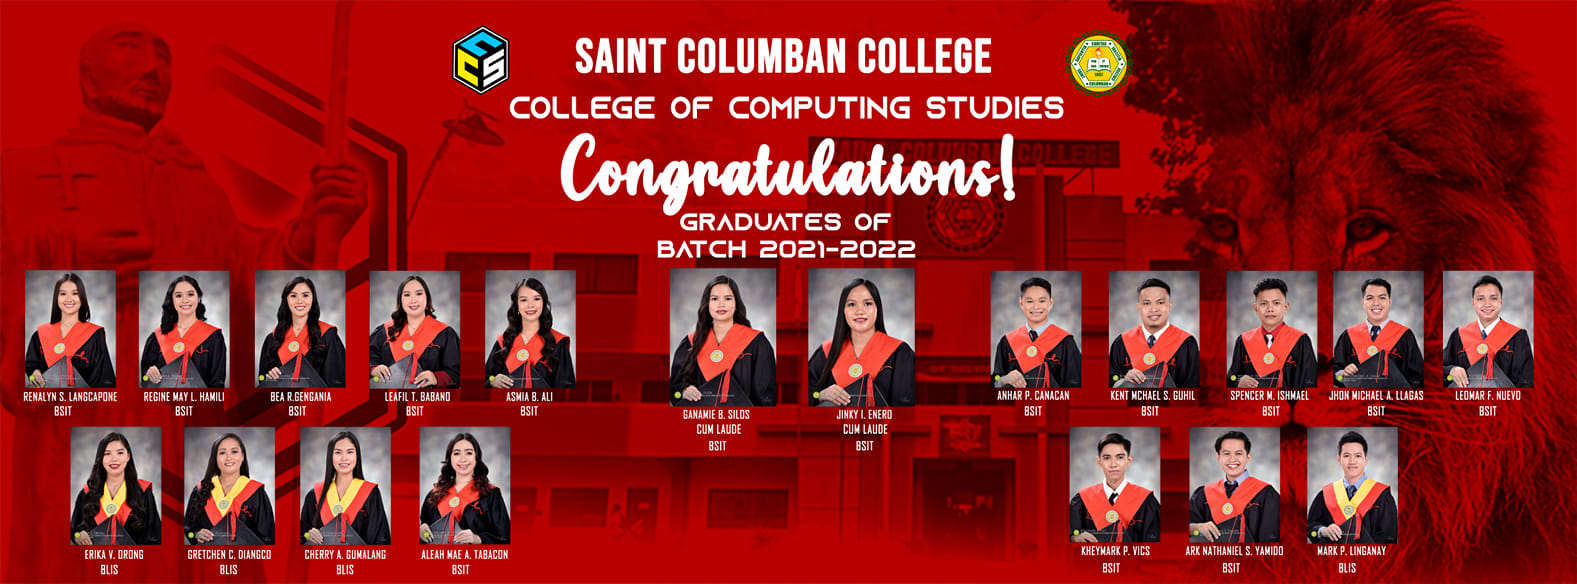 CCS
SAINT COLUMBAN COLLEGE
COLLEGE OF COMPUTING STUDIES
Congratulations!
SAINT COLUMBAN COLLEGE
GRADUATES OF
BATCH 2021-2022
RENALYN S. LANGCAPONE
BSIT
REGINE MAY L. HAMILI
BSIT
BEA R.GENGANIA
BSIT
LEAFIL T. BABANO
BSIT
ASMIA B. ALI
BSIT
GANAMIE B. SILOS
CUM LAUDE
BSIT
JINKY I. ENERO
CUM LAUDE
BSIT
ANHAR P. CANACAN
BSIT
KENT MCHAEL S. GUHIL
BSIT
SPENCER M. ISHMAEL
BSIT
JHON MICHAEL A. LLAGAS
BSIT
LEOMAR F. NUEVO
BSIT
ERIKA V. ORONG
BLIS
GRETCHEN C. DIANGCO
BLIS
CHERRY A. GUMALANG
BLIS
ALEAH MAE A. TABACON
BSIT
KHEYMARK P. VICS
BSIT
ARK NATHANIEL S. YAMIDO
BSIT
MARK P. LINGANAY
BLIS